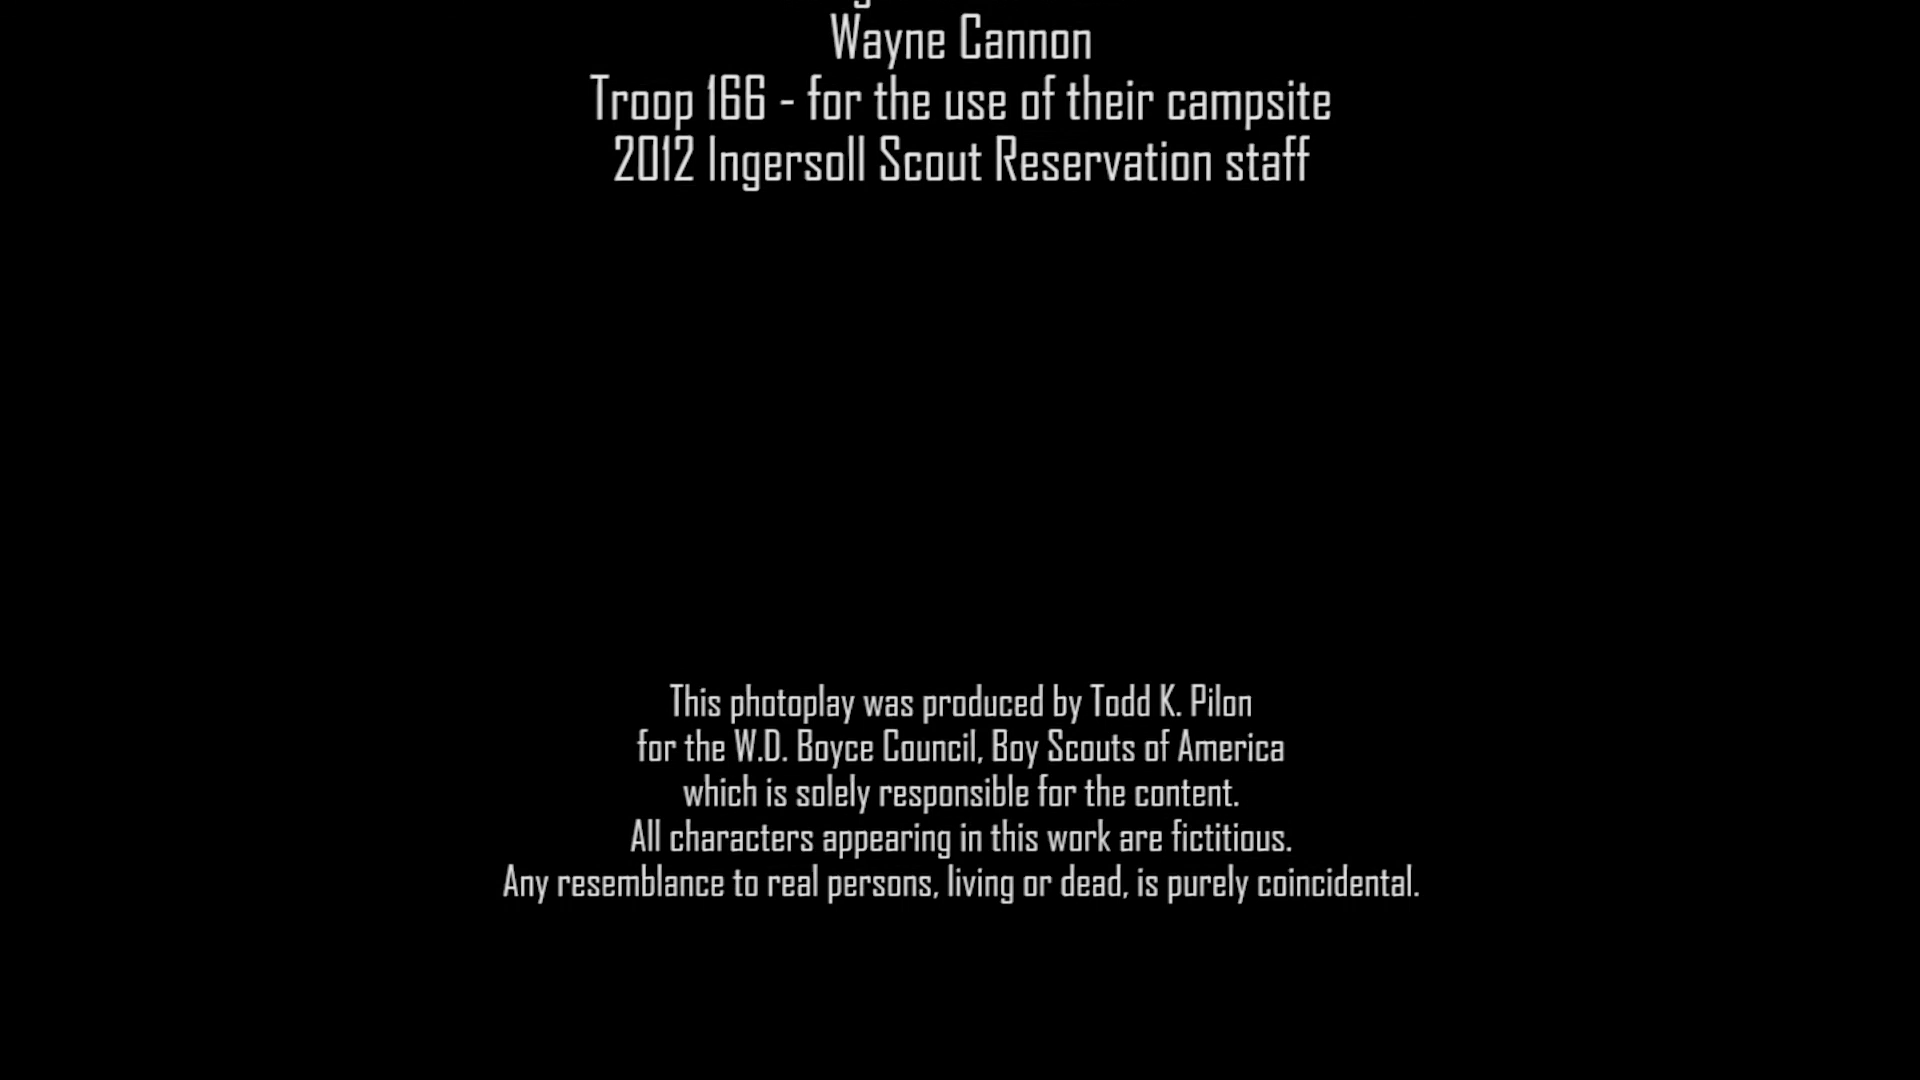 Wayne Cannon
Troop 166 - for the use of their campsite
2012 Ingersoll Scout Reservation staff
This photoplay was produced by Todd K. Pilon
for the W.D. Boyce Council, Boy Scouts of America
which is solely responsible for the content.
All characters appearing in this work are fictitious.
Any resemblance to real persons, living or dead, is purely coincidental.